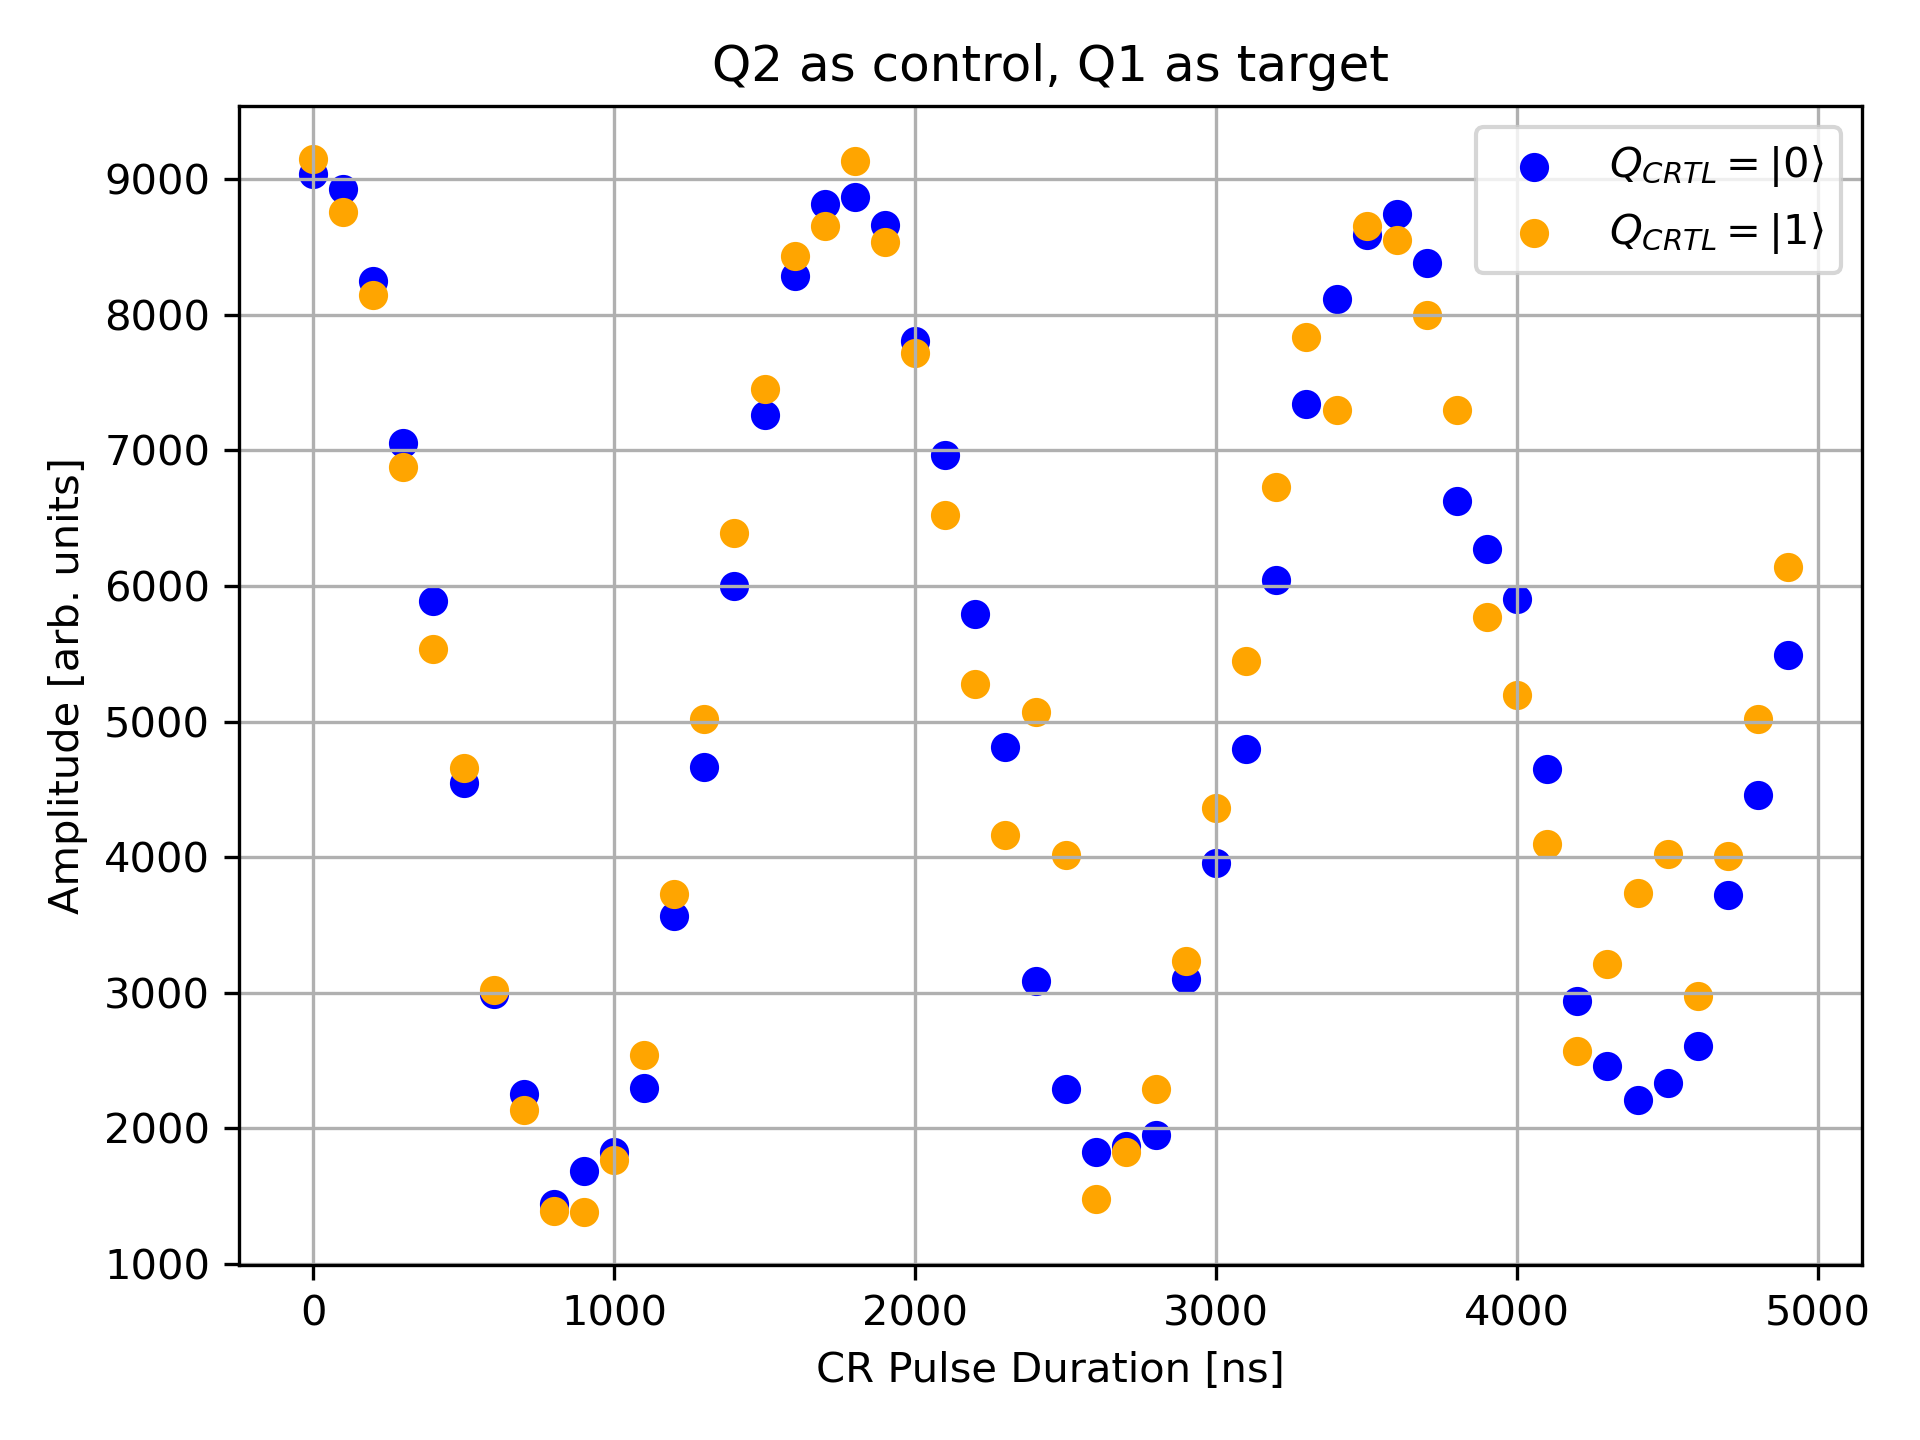 Q2 as control, Q1 as target
Q_CRTL = |0⟩
Q_CRTL = |1⟩
Amplitude [arb. units]
9000
8000
7000
6000
5000
4000
3000
2000
1000
0 1000 2000 3000 4000 5000
CR Pulse Duration [ns]